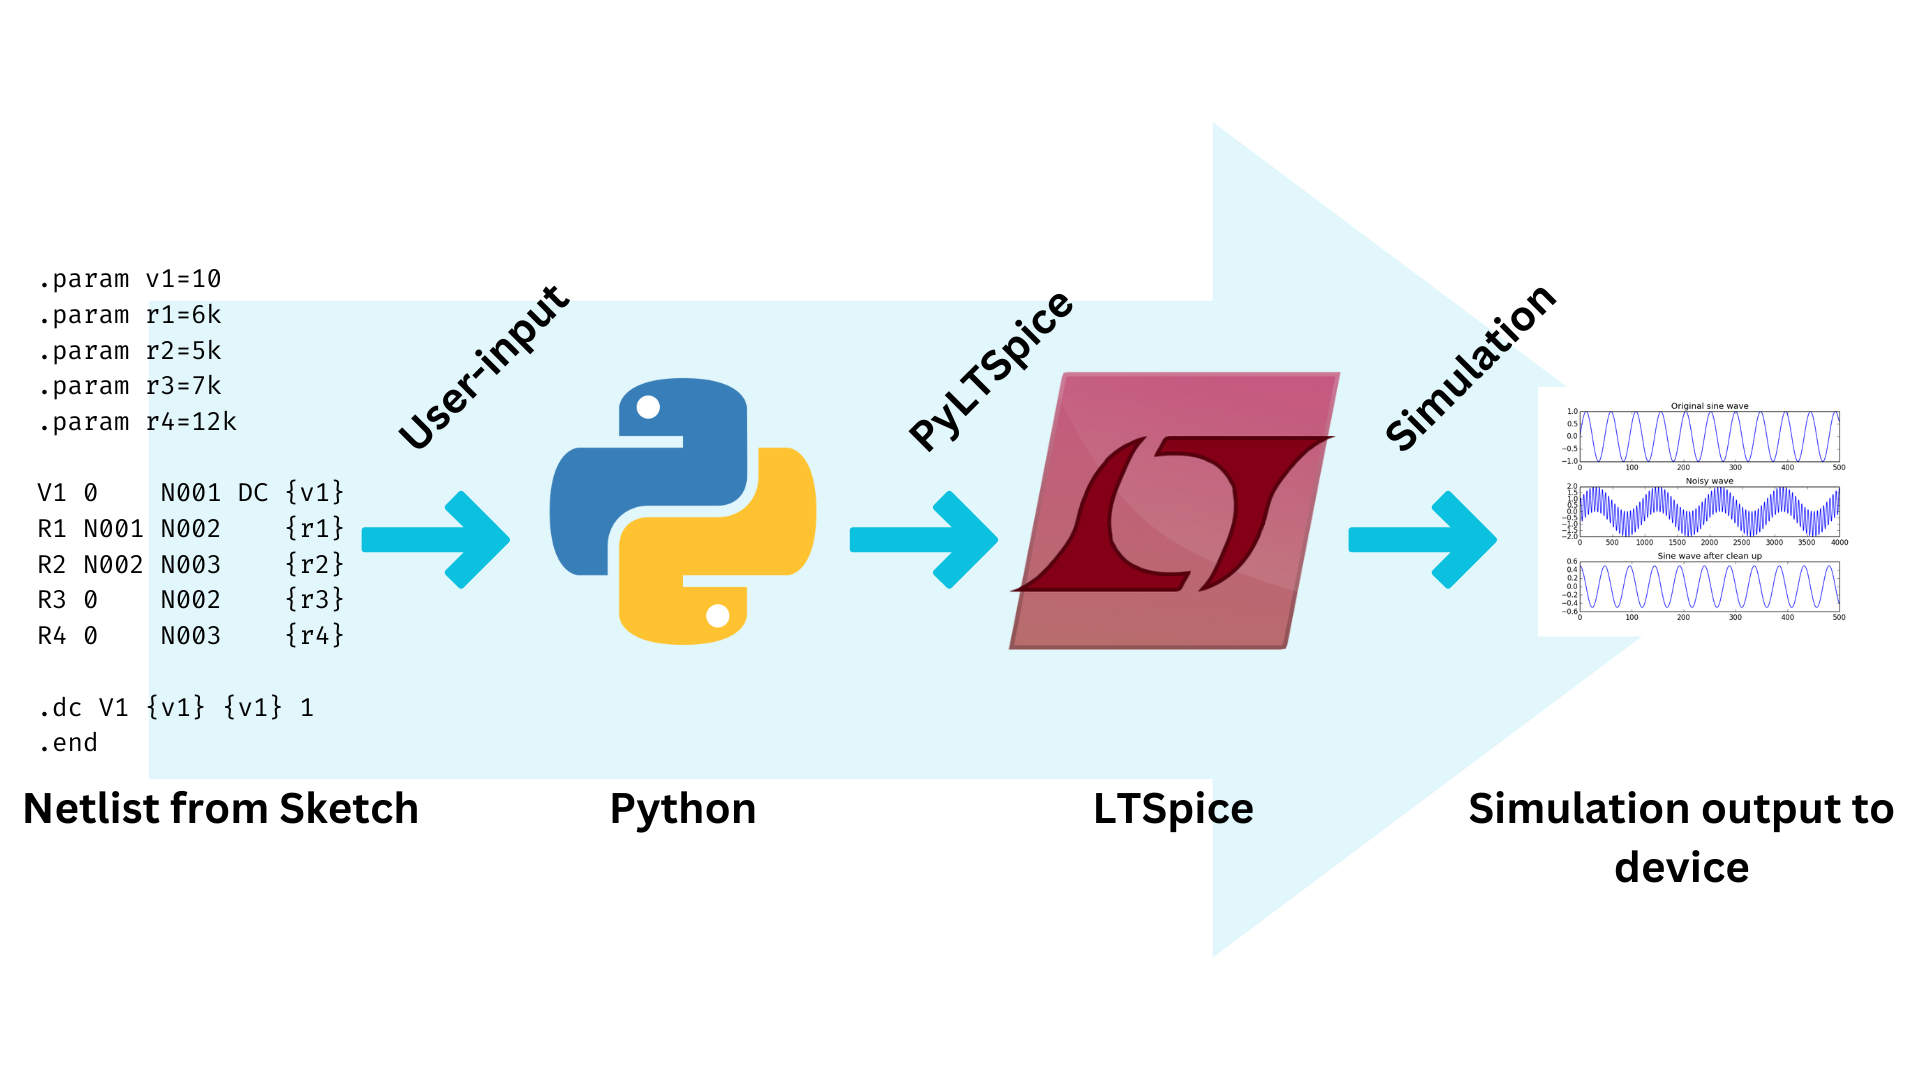 .param v1=10
.param r1=6k
.param r2=5k
.param r3=7k
.param r4=12k
V1 0 N001 DC {v1}
R1 N001 N002 {r1}
R2 N002 N003 {r2}
R3 0 N002 {r3}
R4 0 N003 {r4}
.dc V1 {v1} {v1} 1
.end
Netlist from Sketch
User-input
Python
PyLTSpice
LTSpice
Simulation
Original sine wave
1.0
0.5
0.0
−0.5
−1.0
0 100 200 300 400 500
Noisy wave
2.0
1.5
1.0
0.5
0.0
−0.5
−1.0
−2.0
0 500 1000 1500 2000 2500 3000 3500 4000
Sine wave after clean up
0.6
0.4
0.2
0.0
−0.2
−0.4
−0.6
0 100 200 300 400 500
Simulation output to
device